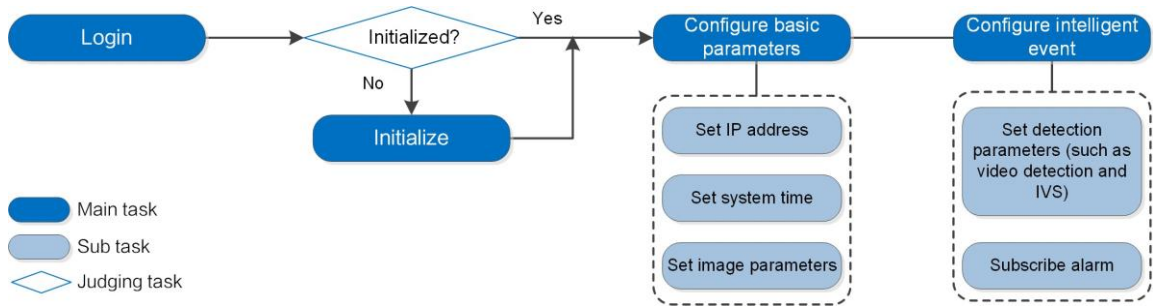 Login
Initialized?
Yes
No
Initialize
Configure basic
parameters
Set IP address
Set system time
Set image parameters
Configure intelligent
event
Set detection
parameters (such as
video detection and
IVS)
Subscribe alarm
Main task
Sub task
Judging task